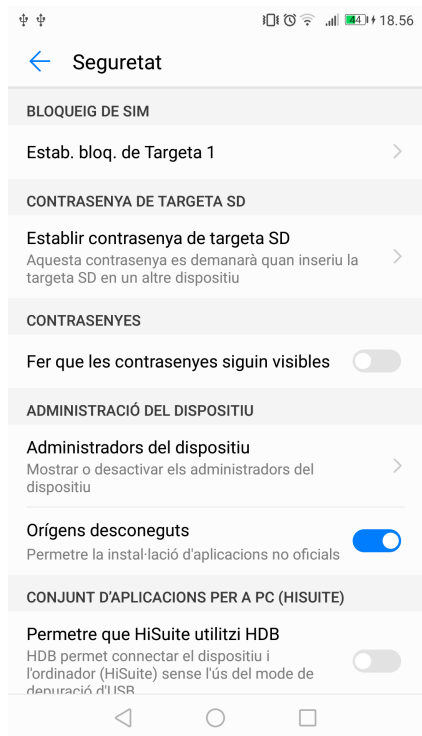 44 18.56
Seguretat
BLOQUEIG DE SIM
Estab. bloq. de Targeta 1
CONTRASENYA DE TARGETA SD
Establir contrasenya de targeta SD
Aquesta contrasenya es demanarà quan inseriu la
targeta SD en un altre dispositiu
CONTRASENYES
Fer que les contrasenyes siguin visibles
ADMINISTRACIÓ DEL DISPOSITIU
Administradors del dispositiu
Mostrar o desactivar els administradors del
dispositiu
Orígens desconeguts
Permetre la instal·lació d'aplicacions no oficials
CONJUNT D'APLICACIONS PER A PC (HISUITE)
Permetre que HiSuite utilitzi HDB
HDB permet connectar el dispositiu i
l'ordinador (HiSuite) sense l'ús del mode de
depuració d'USB